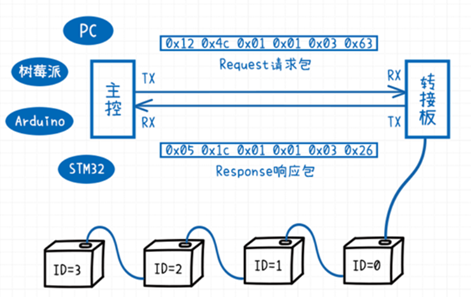 PC
0x12 0x4c 0x01 0x01 0x03 0x63
Request请求包
树莓派
TX
RX
主控
转接板
Arduino
RX
TX
0x05 0x1c 0x01 0x01 0x03 0x26
Response响应包
STM32
ID=3
ID=2
ID=1
ID=0